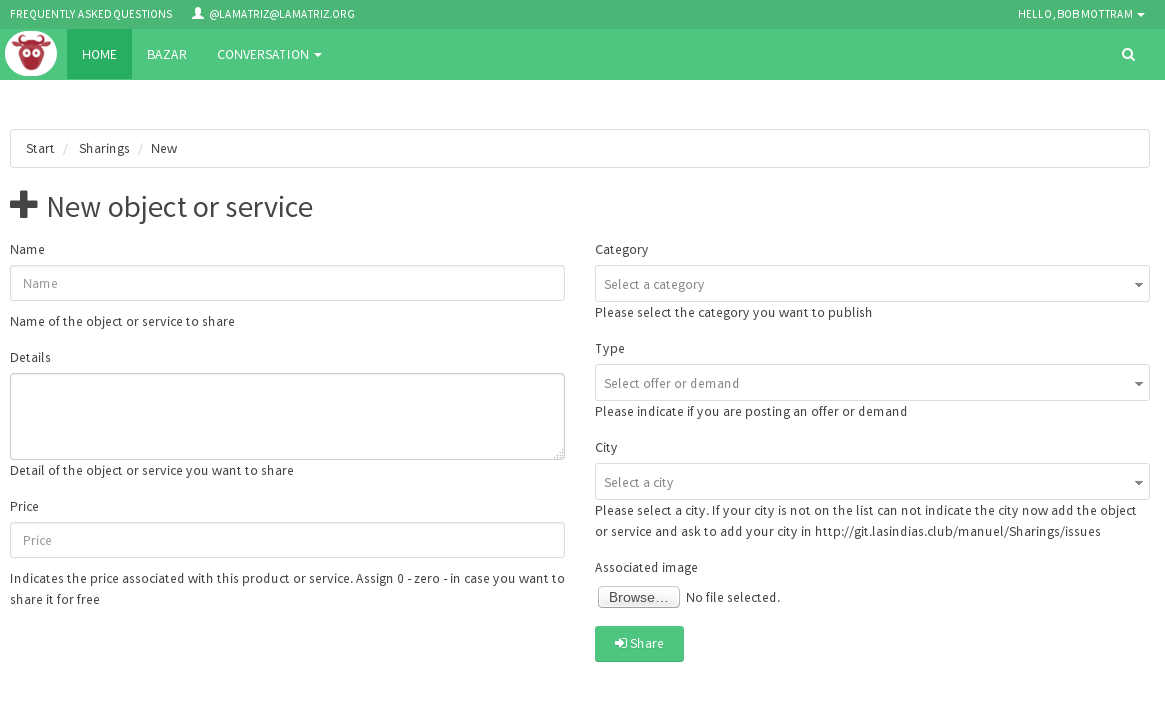 FREQUENTLY ASKED QUESTIONS @LAMATRIZ@LAMATRIZ.ORG HELLO, BOB MOTTRAM
HOME BAZAR CONVERSATION
Start / Sharings / New
New object or service
Name
Name
Name of the object or service to share
Details
Detail of the object or service you want to share
Price
Price
Indicates the price associated with this product or service. Assign 0 - zero - in case you want to
share it for free
Category
Select a category
Please select the category you want to publish
Type
Select offer or demand
Please indicate if you are posting an offer or demand
City
Select a city
Please select a city. If your city is not on the list can not indicate the city now add the object
or service and ask to add your city in http://git.lasindias.club/manuel/Sharings/issues
Associated image
Browse... No file selected.
Share